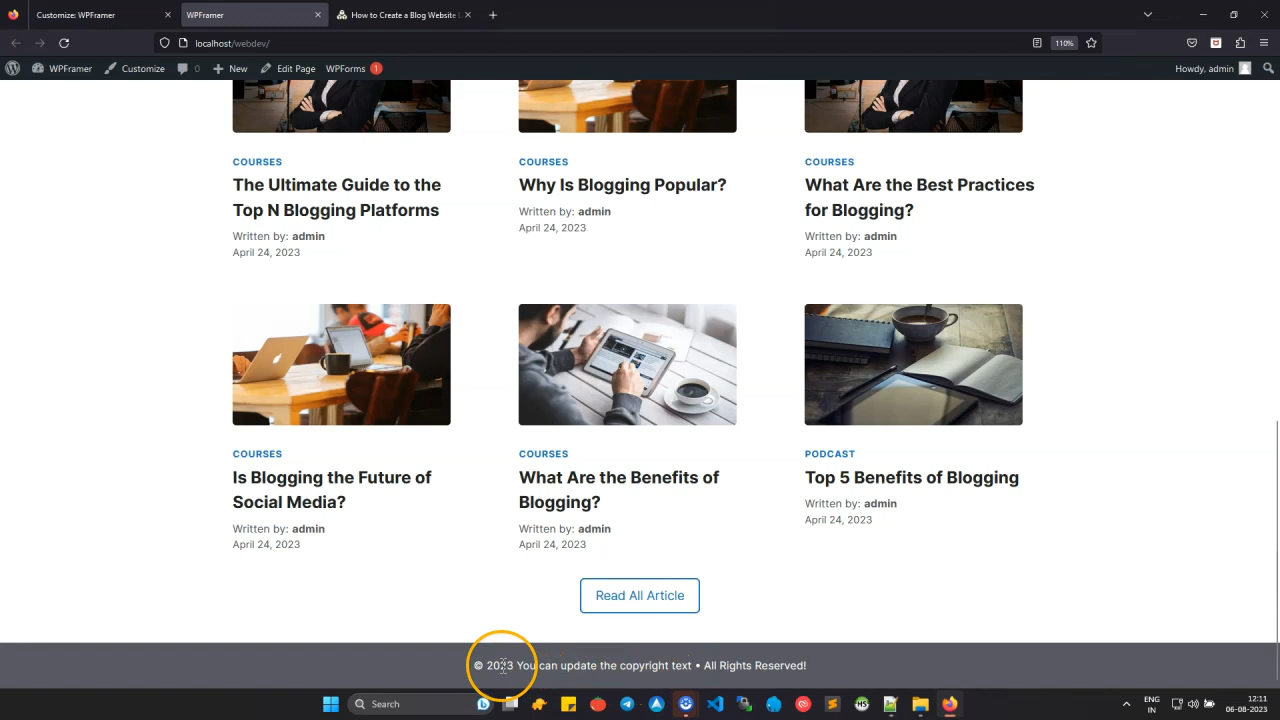 Customize: WPFramer
WPFramer
How to Create a Blog Website
localhost/webdev/
110%
WPFramer
Customize
0
New
Edit Page
WPForms 1
Howdy, admin
COURSES
The Ultimate Guide to the
Top N Blogging Platforms
Written by: admin
April 24, 2023
COURSES
Why Is Blogging Popular?
Written by: admin
April 24, 2023
COURSES
What Are the Best Practices
for Blogging?
Written by: admin
April 24, 2023
COURSES
Is Blogging the Future of
Social Media?
Written by: admin
April 24, 2023
COURSES
What Are the Benefits of
Blogging?
Written by: admin
April 24, 2023
PODCAST
Top 5 Benefits of Blogging
Written by: admin
April 24, 2023
Read All Article
© 2023 You can update the copyright text • All Rights Reserved!
Search
HS
ENG
IN
12:11
06-08-2023